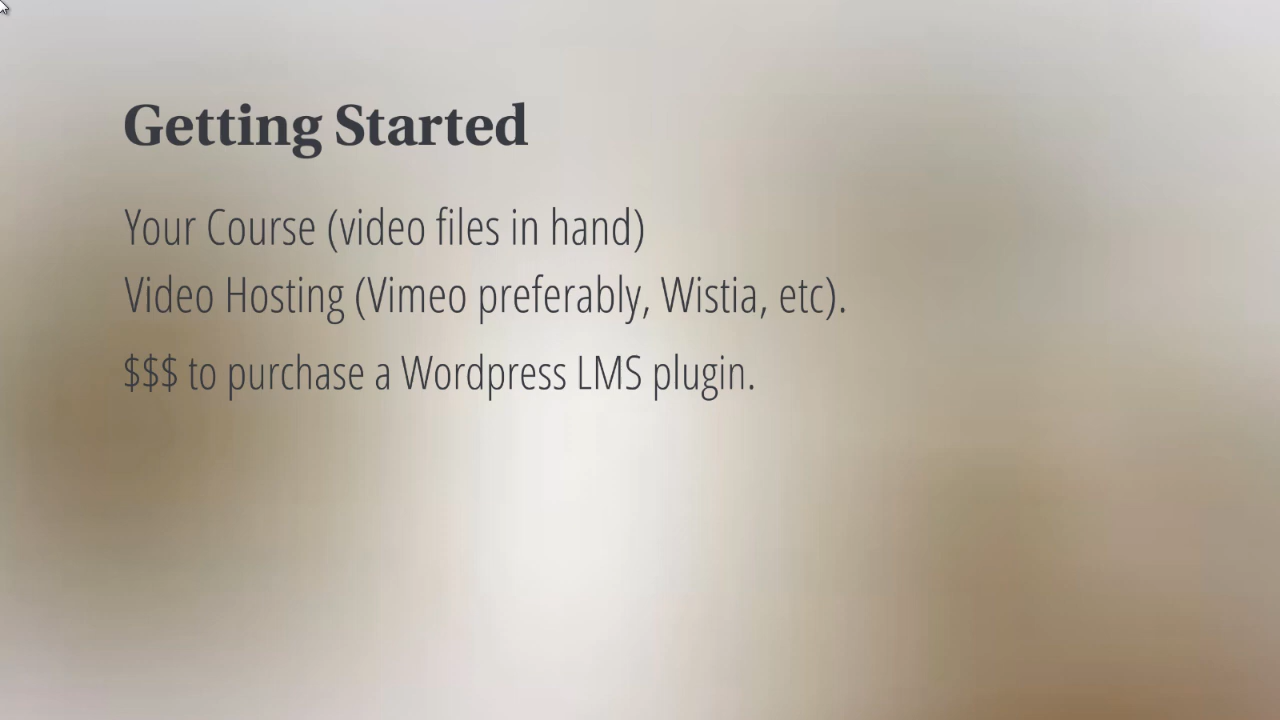 Getting Started
Your Course (video files in hand)
Video Hosting (Vimeo preferably, Wistia, etc).
$$$ to purchase a Wordpress LMS plugin.